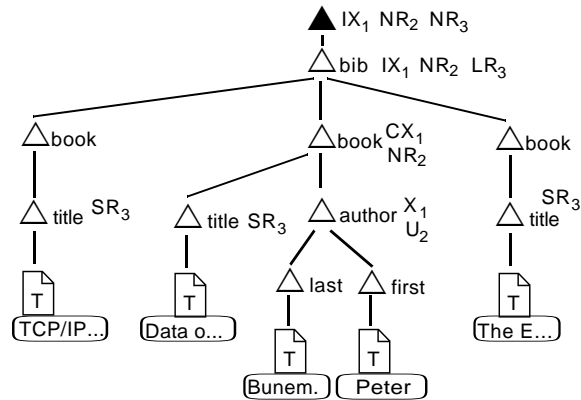 IX1 NR2 NR3
bib IX1 NR2 LR3
book
book CX1 NR2
book
title SR3
title SR3
author X1 U2
title SR3
last
first
T
T
T
TCP/IP...
Data o...
The E...
T
T
Bunem.
Peter